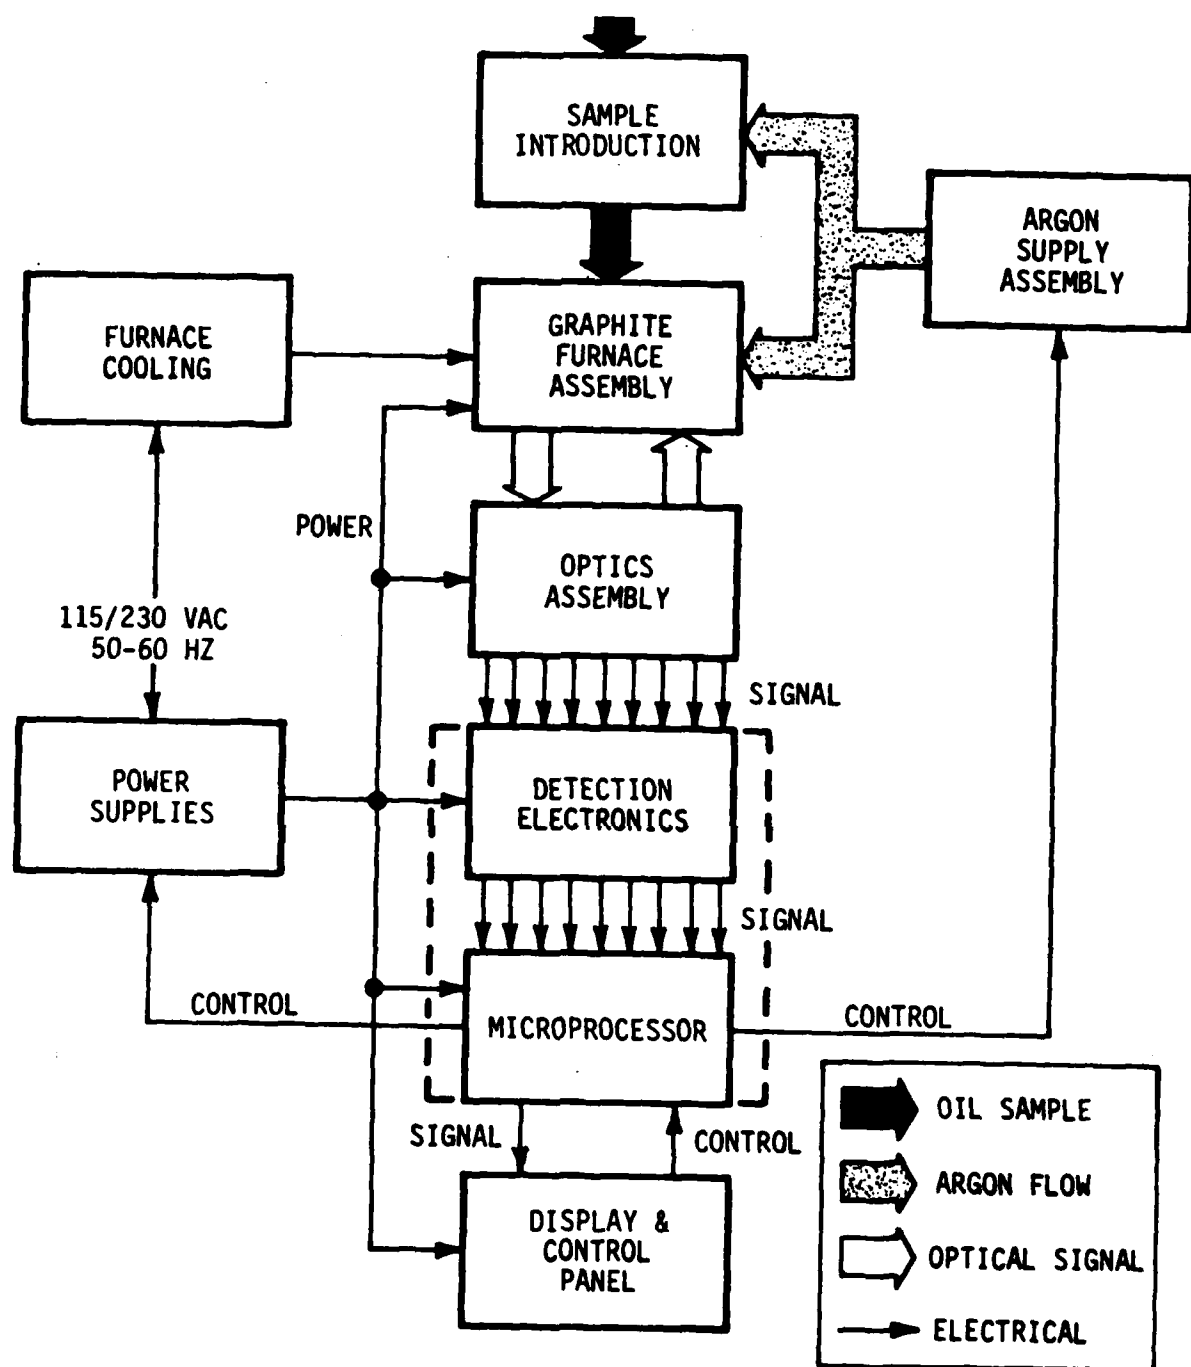 SAMPLE
INTRODUCTION
ARGON
SUPPLY
ASSEMBLY
FURNACE
COOLING
GRAPHITE
FURNACE
ASSEMBLY
POWER
OPTICS
ASSEMBLY
115/230 VAC
50-60 HZ
SIGNAL
POWER
SUPPLIES
DETECTION
ELECTRONICS
SIGNAL
CONTROL
MICROPROCESSOR
CONTROL
SIGNAL
CONTROL
DISPLAY &
CONTROL
PANEL
OIL SAMPLE
ARGON FLOW
OPTICAL SIGNAL
ELECTRICAL